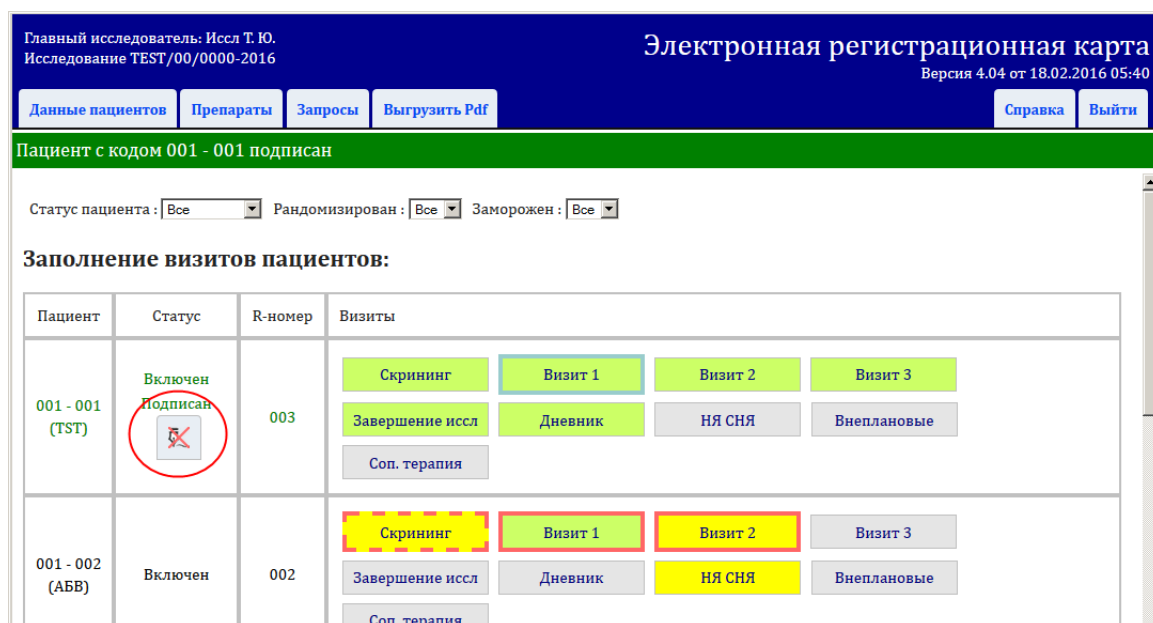 Главный исследователь: Иссл Т. Ю.
Исследование TEST/00/0000-2016
Электронная регистрационная карта
Версия 4.04 от 18.02.2016 05:40
Данные пациентов Препараты Запросы Выгрузить Pdf Справка Выйти
Пациент с кодом 001 - 001 подписан
Статус пациента : Все Рандомизирован : Все Заморожен : Все
Заполнение визитов пациентов:
Пациент Статус R-номер Визиты
001 - 001
(TST)
Включен
Подписан
003
Скрининг Визит 1 Визит 2 Визит 3
Завершение иссл Дневник НЯ СНЯ Внеплановые
Соп. терапия
001 - 002
(АБВ)
Включен
002
Скрининг Визит 1 Визит 2 Визит 3
Завершение иссл Дневник НЯ СНЯ Внеплановые
Соп. терапия